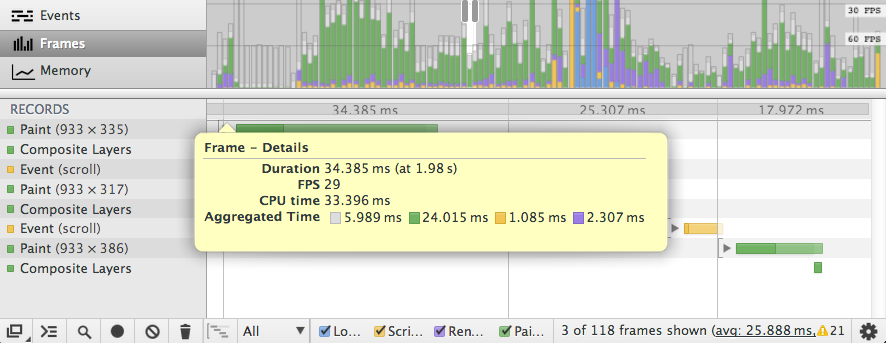 Events
30 FPS
Frames
60 FPS
Memory
RECORDS
34.385 ms
25.307 ms
17.972 ms
Paint (933 × 335)
Composite Layers
Event (scroll)
Paint (933 × 317)
Composite Layers
Event (scroll)
Paint (933 × 386)
Composite Layers
Frame – Details
Duration 34.385 ms (at 1.98 s)
FPS 29
CPU time 33.396 ms
Aggregated Time 5.989 ms 24.015 ms 1.085 ms 2.307 ms
All Lo... Scri... Ren... Pai... 3 of 118 frames shown (avg: 25.888 ms, 21